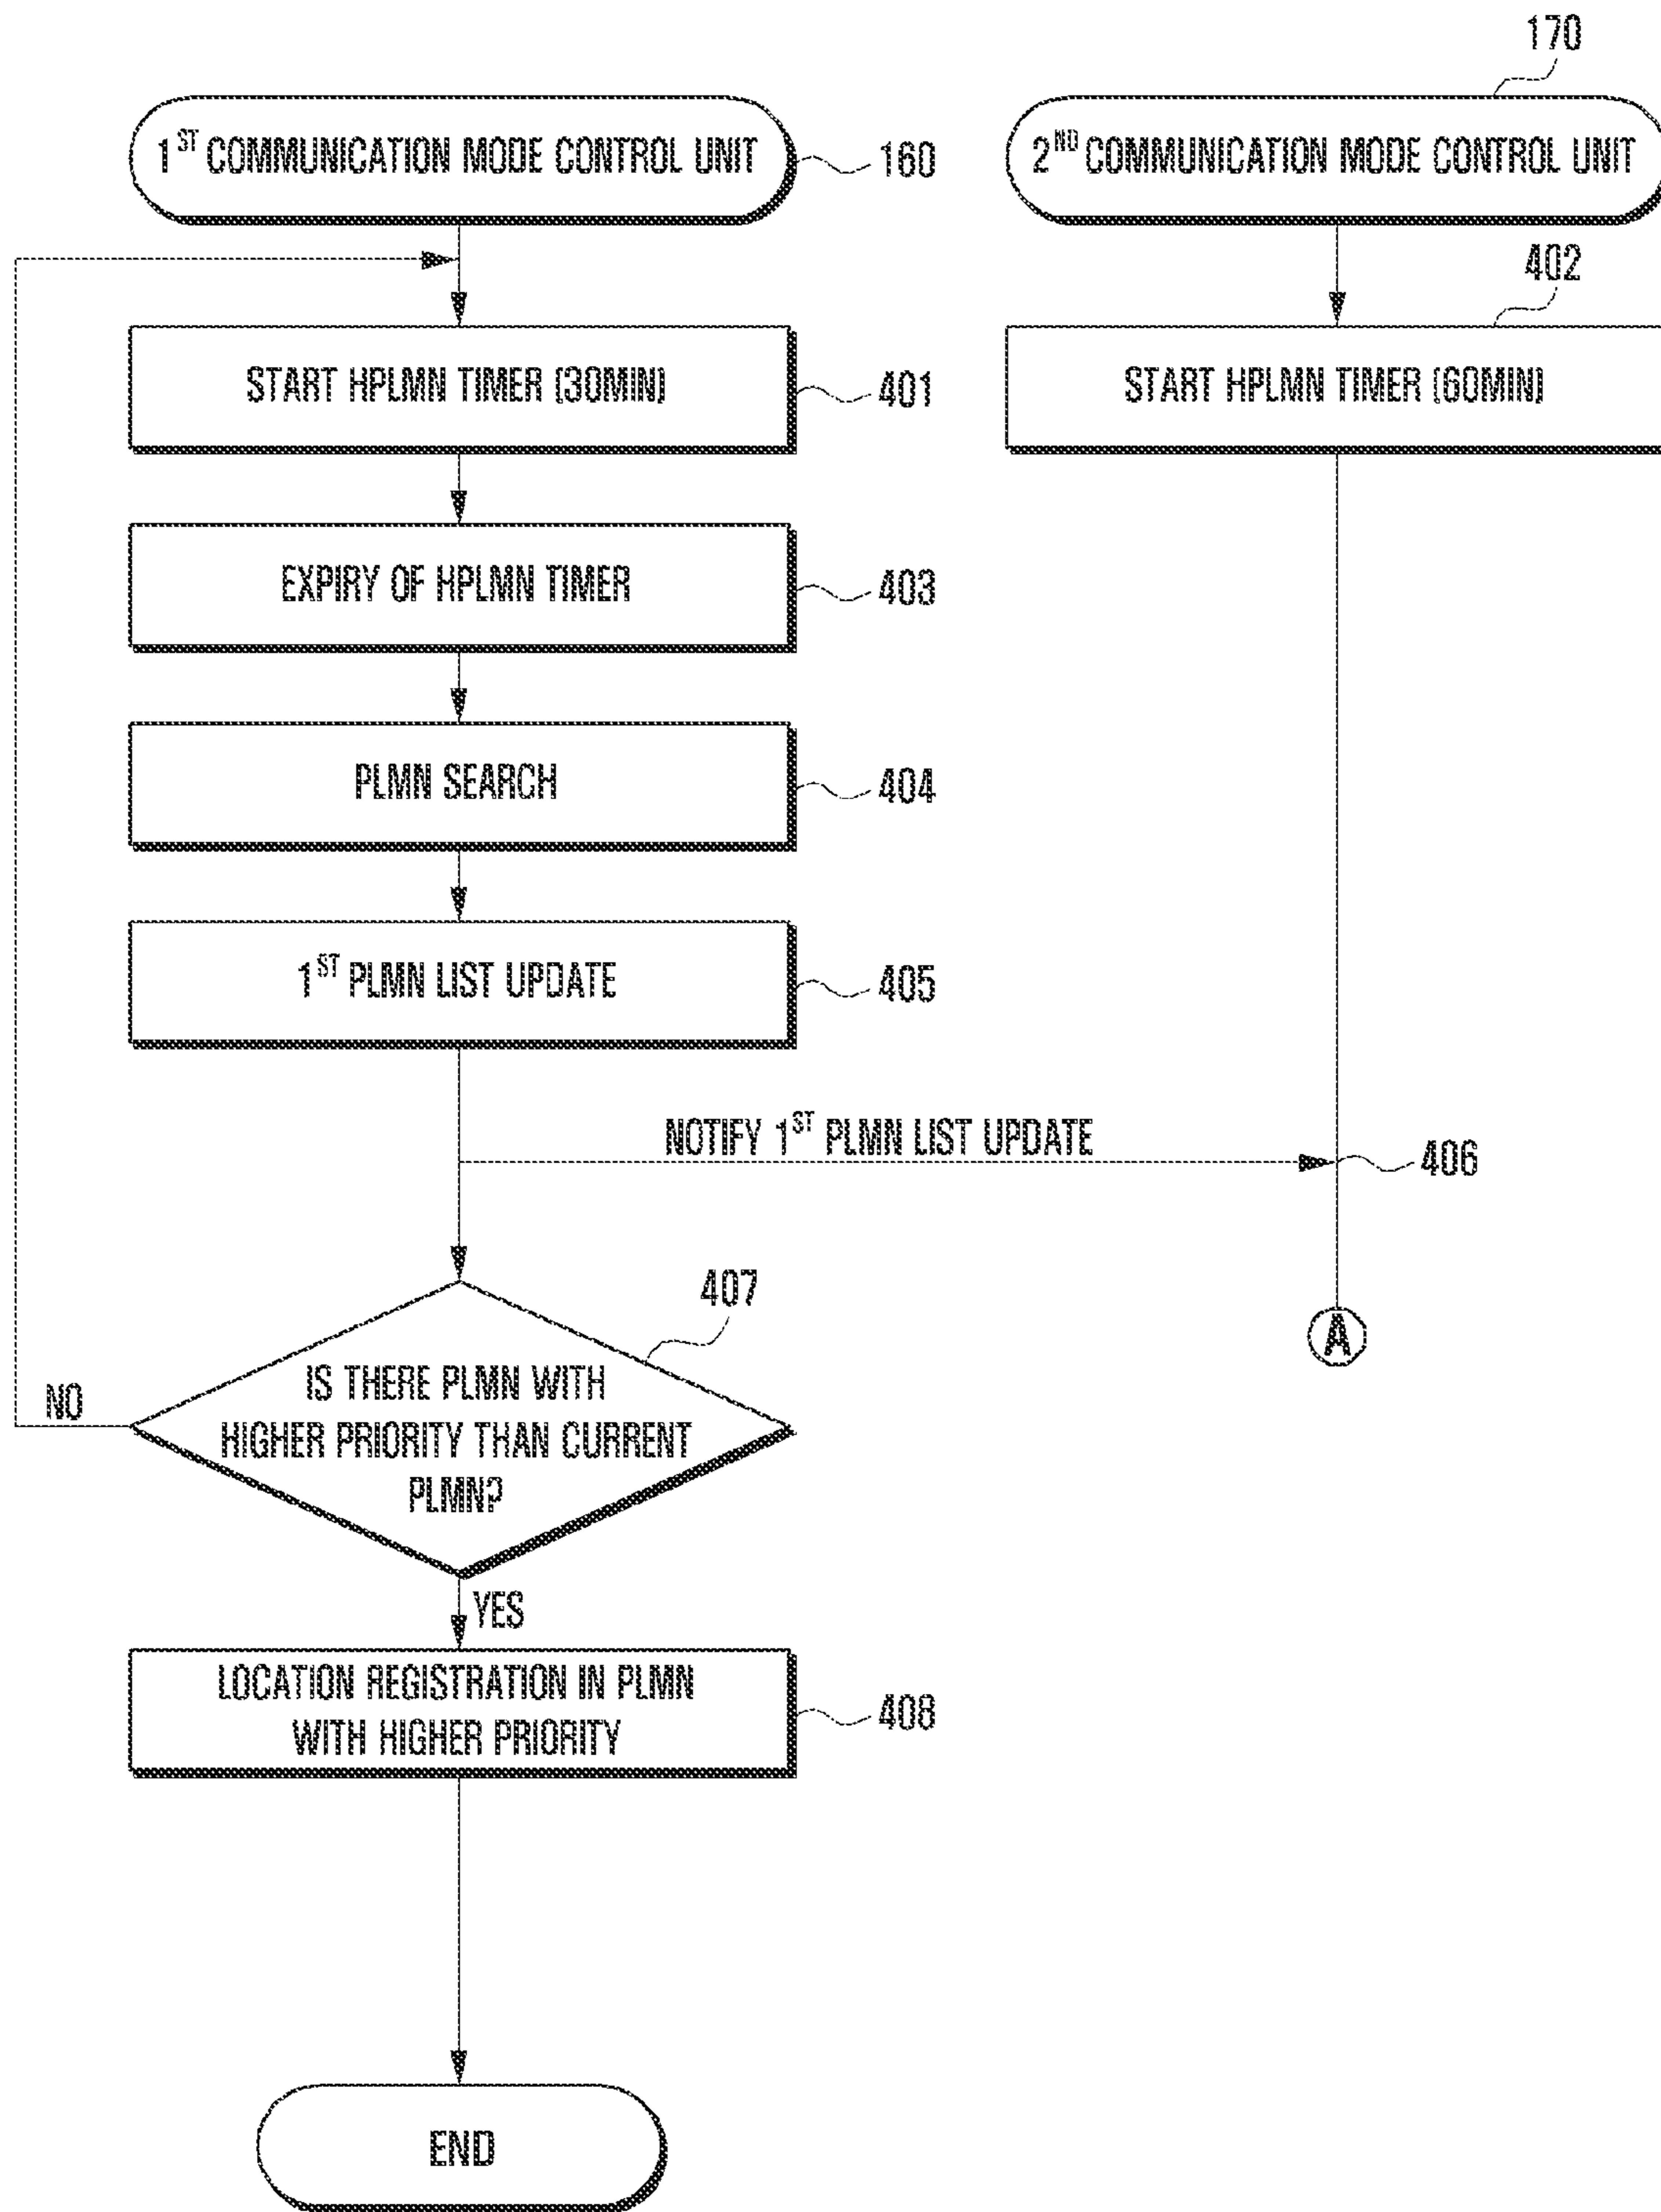 170
1ST COMMUNICATION MODE CONTROL UNIT
160
2ND COMMUNICATION MODE CONTROL UNIT
402
START HPLMN TIMER (30MIN)
401
START HPLMN TIMER (60MIN)
EXPIRY OF HPLMN TIMER
403
PLMN SEARCH
404
1ST PLMN LIST UPDATE
405
NOTIFY 1ST PLMN LIST UPDATE
406
407
A
IS THERE PLMN WITH
HIGHER PRIORITY THAN CURRENT
PLMN?
NO
YES
LOCATION REGISTRATION IN PLMN
WITH HIGHER PRIORITY
408
END